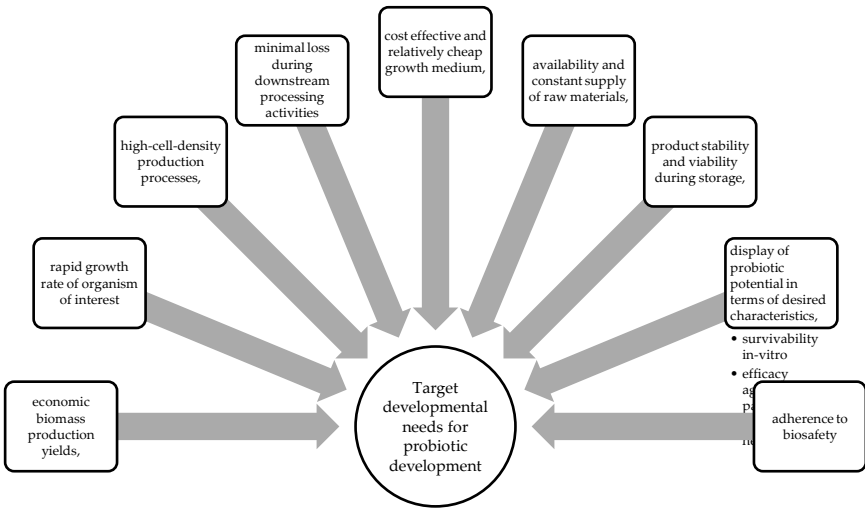 economic
biomass
production
yields,
rapid growth
rate of organism
of interest
high-cell-density
production
processes,
minimal loss
during
downstream
processing
activities
cost effective and
relatively cheap
growth medium,
availability and
constant supply
of raw materials,
product stability
and viability
during storage,
display of
probiotic
potential in
terms of desired
characteristics,
• survivability
in-vitro
• efficacy
adherence to
biosafety
Target
developmental
needs for
probiotic
development